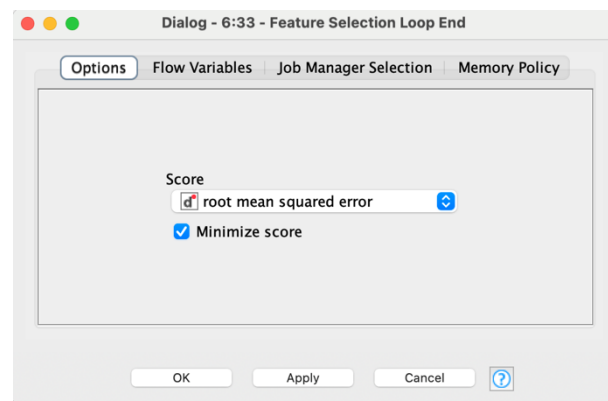 Dialog - 6:33 - Feature Selection Loop End
Options Flow Variables Job Manager Selection Memory Policy
Score
d root mean squared error
Minimize score
OK Apply Cancel ?